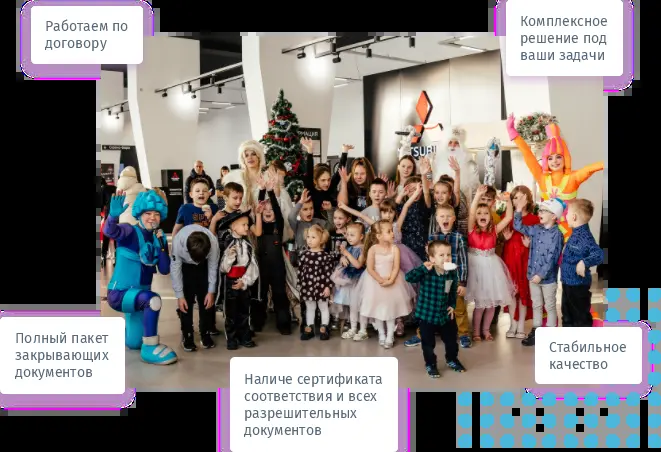 Работаем по
договору
Комплексное
решение под
ваши задачи
Полный пакет
закрывающих
документов
Наличе сертификата
соответствия и всех
разрешительных
документов
Стабильное
качество